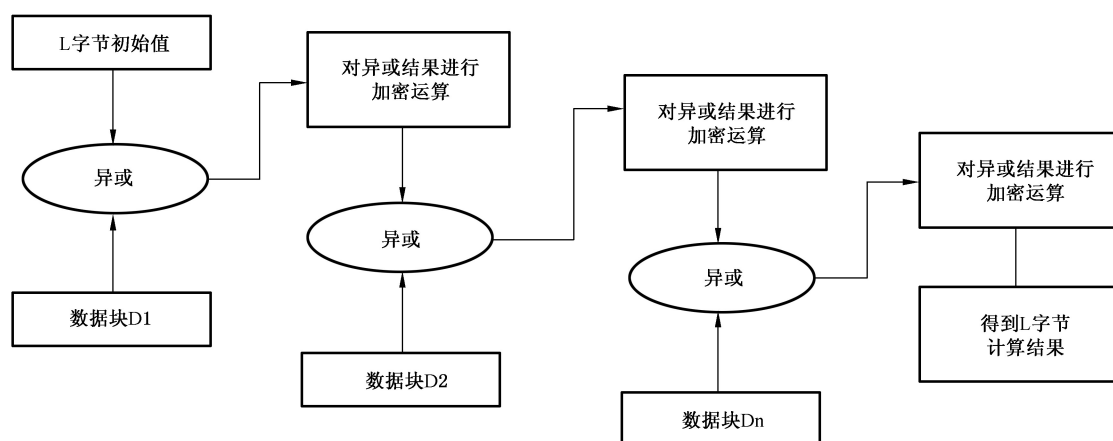 L字节初始值
异或
数据块D1
对异或结果进行
加密运算
异或
数据块D2
对异或结果进行
加密运算
异或
数据块Dn
对异或结果进行
加密运算
得到L字节
计算结果